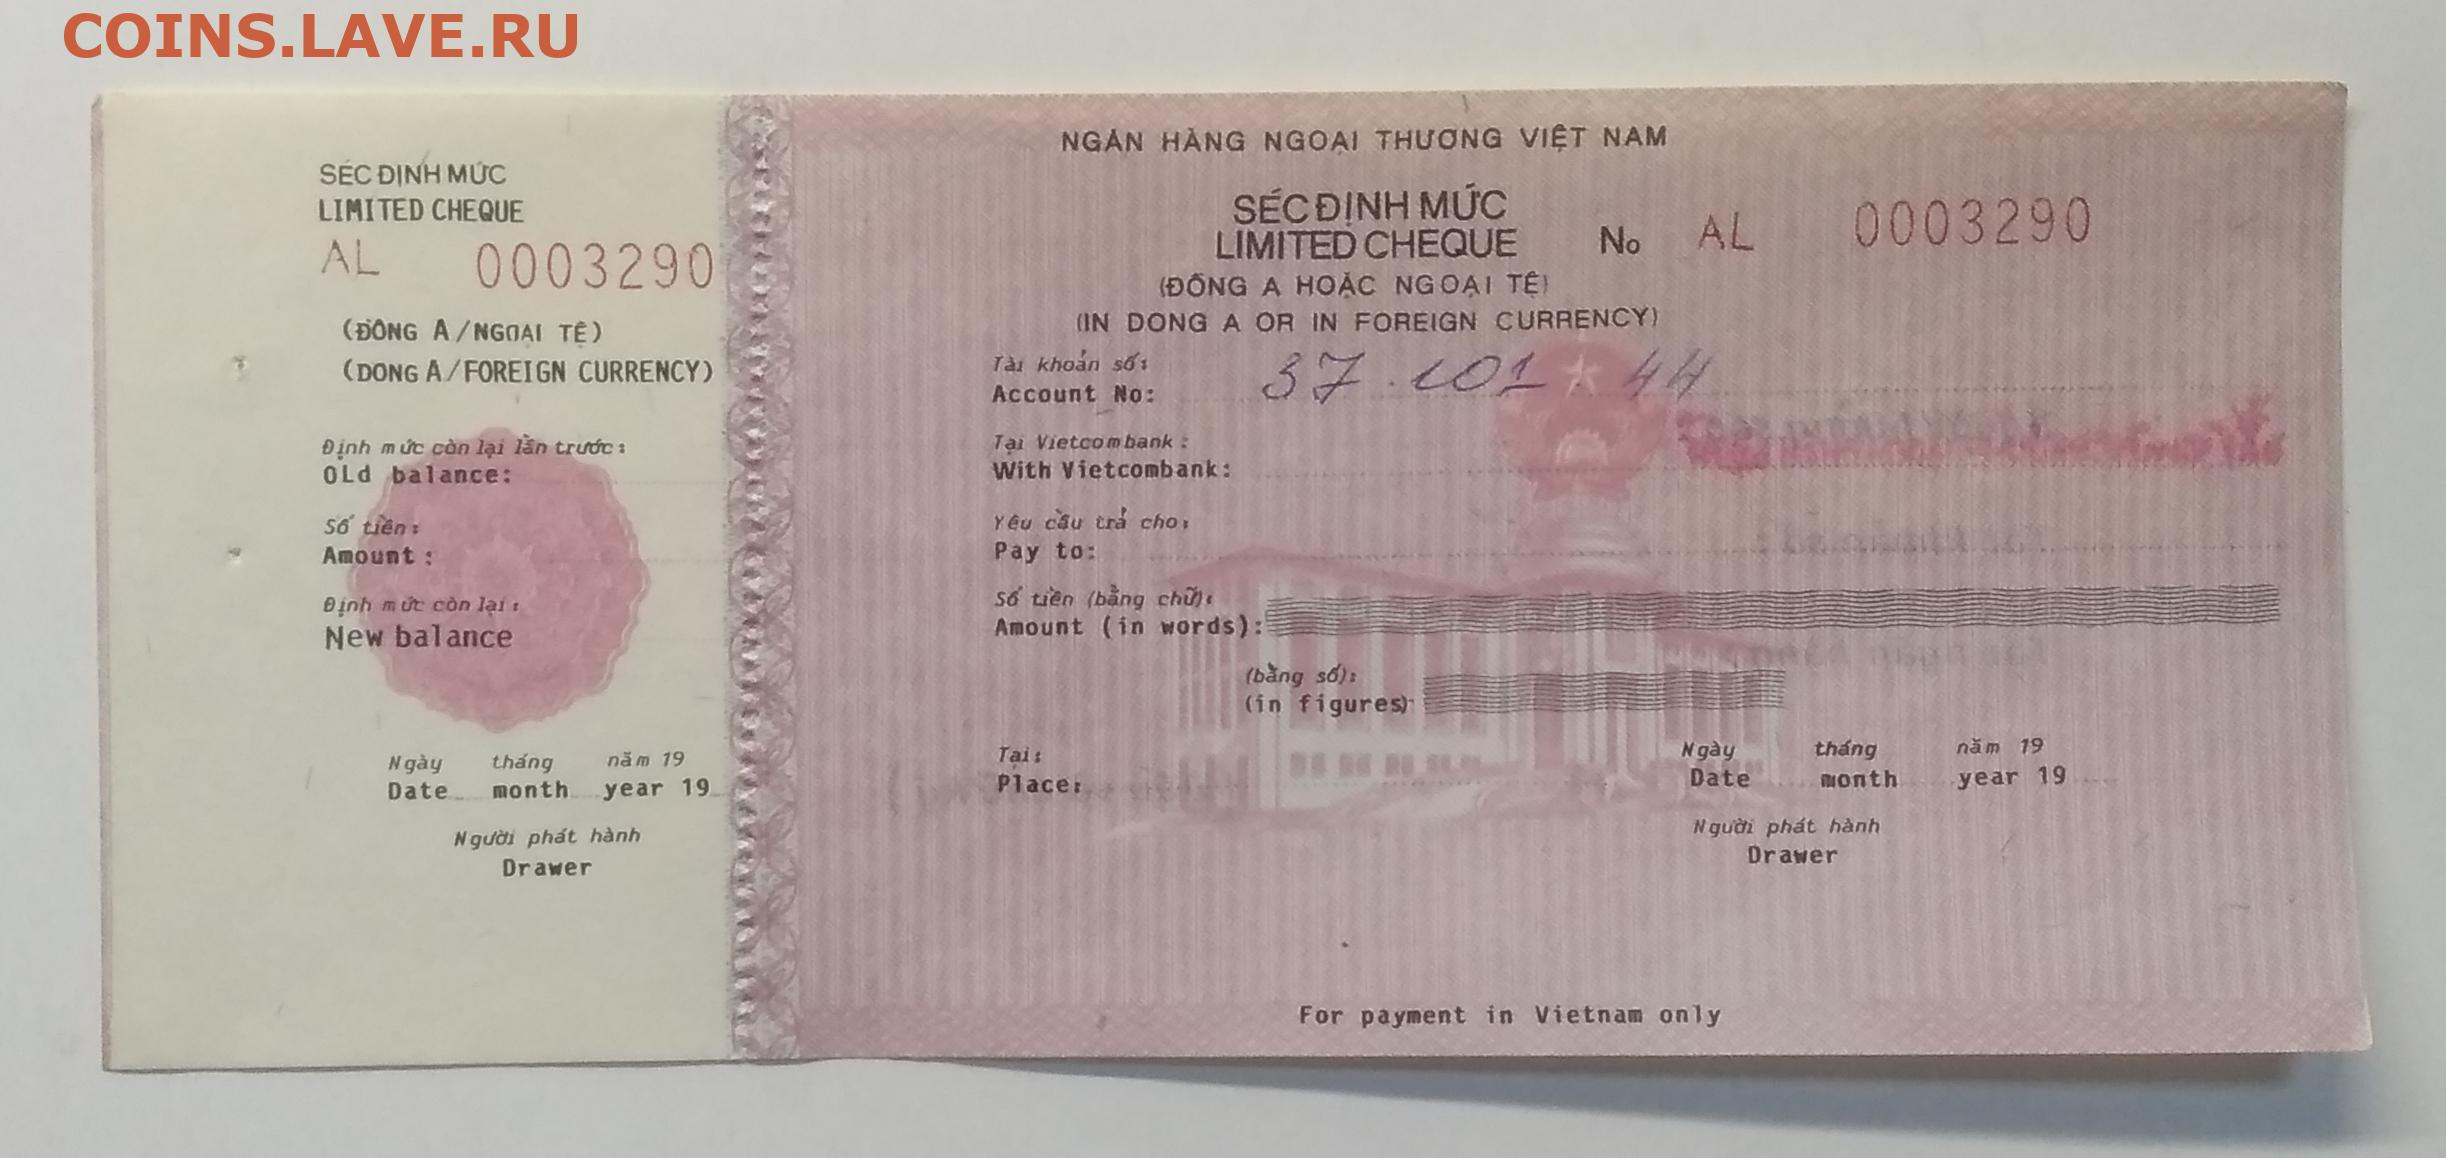 COINS.LAVE.RU
SÉC ĐỊNH MỨC
LIMITED CHEQUE
AL 0003290
(ĐỒNG A/NGOẠI TỆ)
(DONG A/FOREIGN CURRENCY)
Định mức còn lại lần trước:
OLd balance:
Số tiền:
Amount:
Định mức còn lại:
New balance
Ngày tháng năm 19
Date month year 19
Người phát hành
Drawer
NGÂN HÀNG NGOẠI THƯƠNG VIỆT NAM
SÉC ĐỊNH MỨC
LIMITED CHEQUE No AL 0003290
(ĐỒNG A HOẶC NGOẠI TỆ)
(IN DONG A OR IN FOREIGN CURRENCY)
Tài khoản số:
Account No: 37.101 44
Tại Vietcombank:
With Vietcombank:
Yêu cầu trả cho:
Pay to:
Số tiền (bằng chữ):
Amount (in words):
(bằng số):
(in figures)
Tại:
Place:
Ngày tháng năm 19
Date month year 19
Người phát hành
Drawer
For payment in Vietnam only